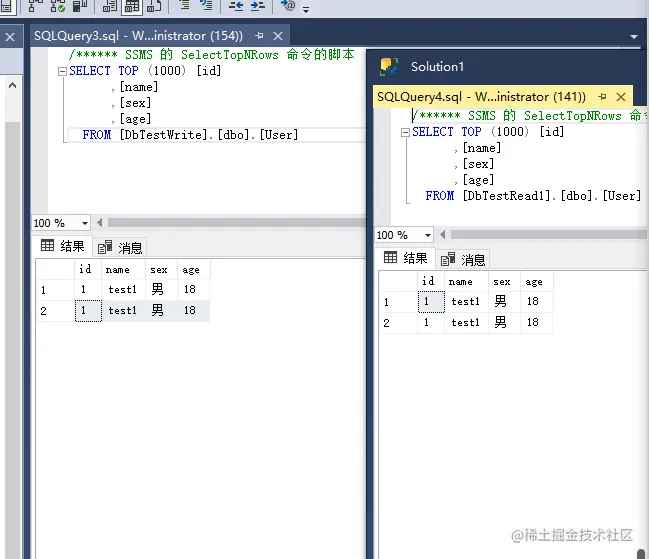 SQLQuery3.sql - W...inistrator (154))
/****** SSMS 的 SelectTopNRows 命令的脚本
SELECT TOP (1000) [id]
,[name]
,[sex]
,[age]
FROM [DbTestWrite].[dbo].[User]
100 %
结果
消息
id name sex age
1 1 test1 男 18
2 1 test1 男 18
Solution1
SQLQuery4.sql - W...inistrator (141))
/****** SSMS 的 SelectTopNRows 命
SELECT TOP (1000) [id]
,[name]
,[sex]
,[age]
FROM [DbTestRead1].[dbo].[User]
100 %
结果
消息
id name sex age
1 1 test1 男 18
2 1 test1 男 18
@稀土掘金技术社区